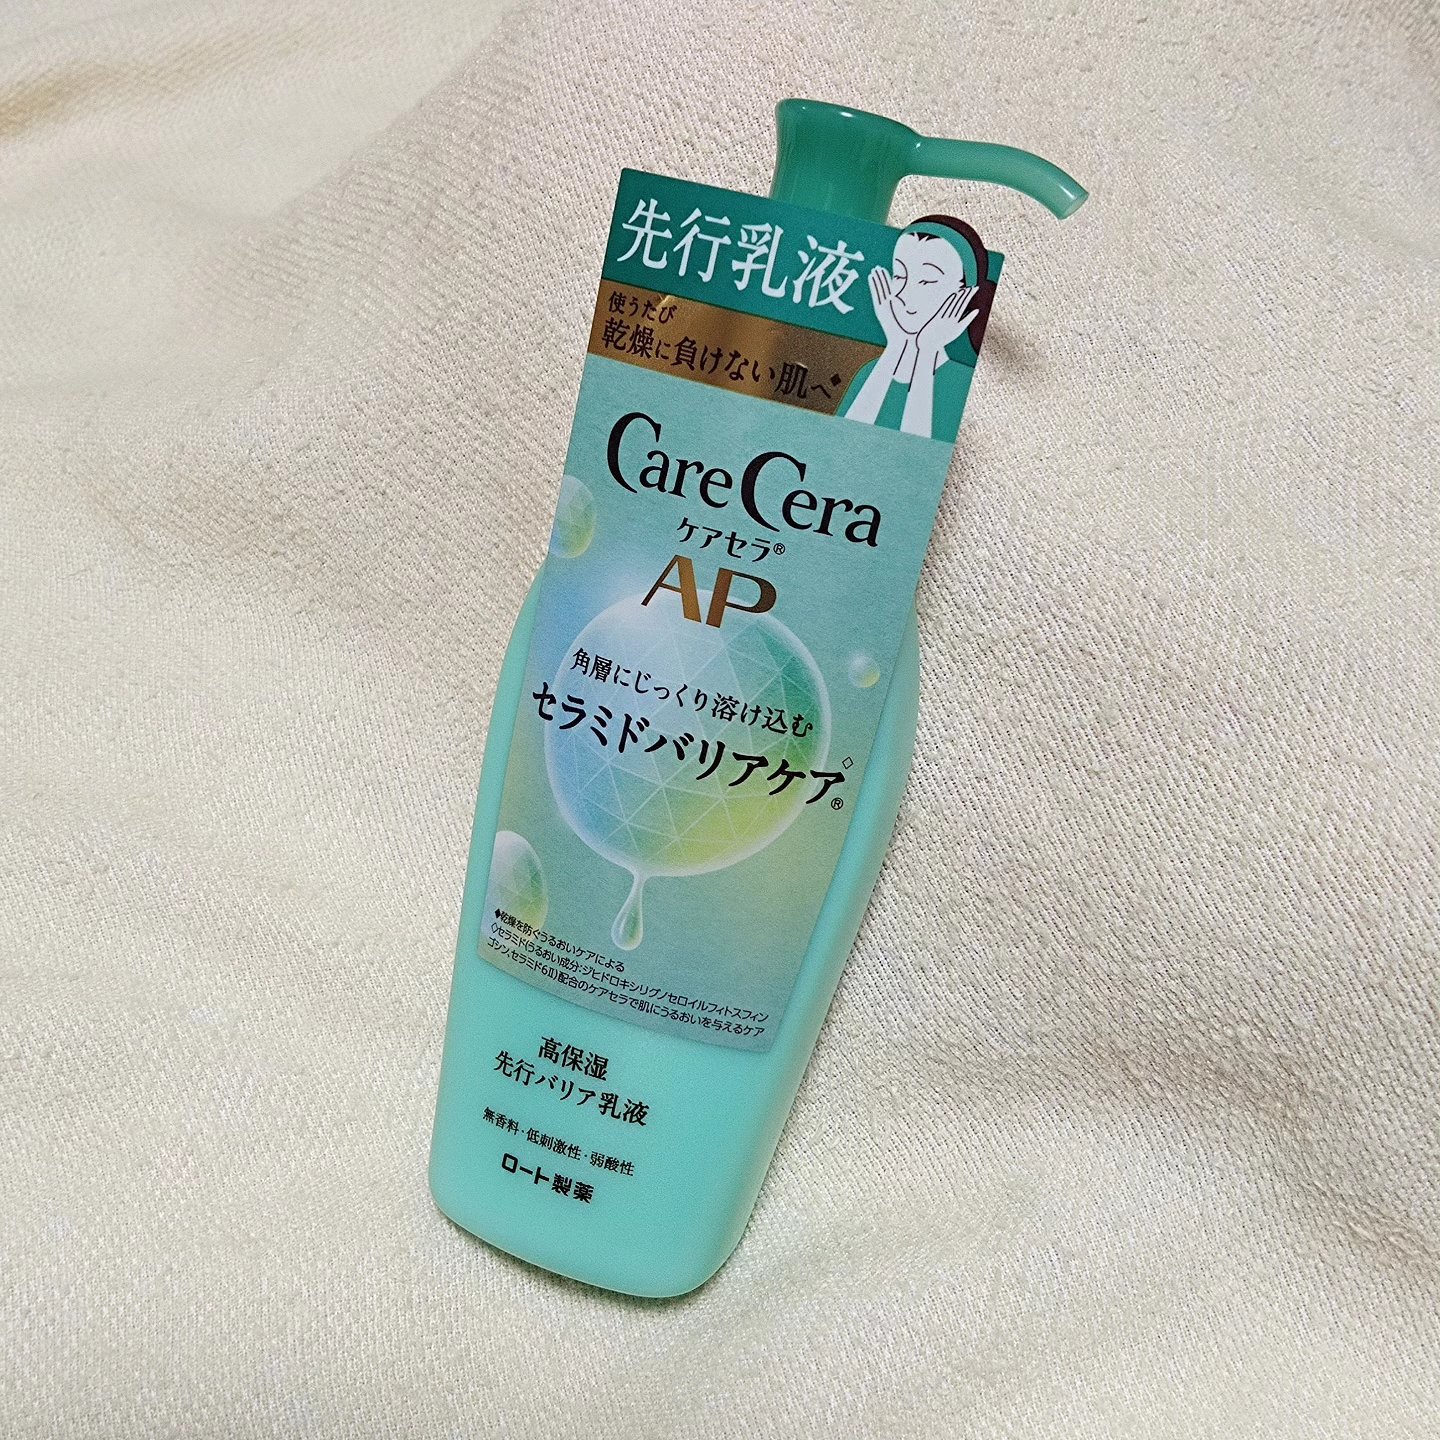 先行乳液
使うたび
乾燥に負けない肌へ◆
CareCera
ケアセラ®
AP
角層にじっくり溶け込む
セラミドバリアケア◇®
◆乾燥を防ぐうるおいケアによる
◇セラミド(うるおい成分:ジヒドロキシリグノセロイルフィトスフィン
ゴシン、セラミド6Ⅱ)配合のケアセラで肌にうるおいを与えるケア
高保湿
先行バリア乳液
無香料・低刺激性・弱酸性
ロート製薬